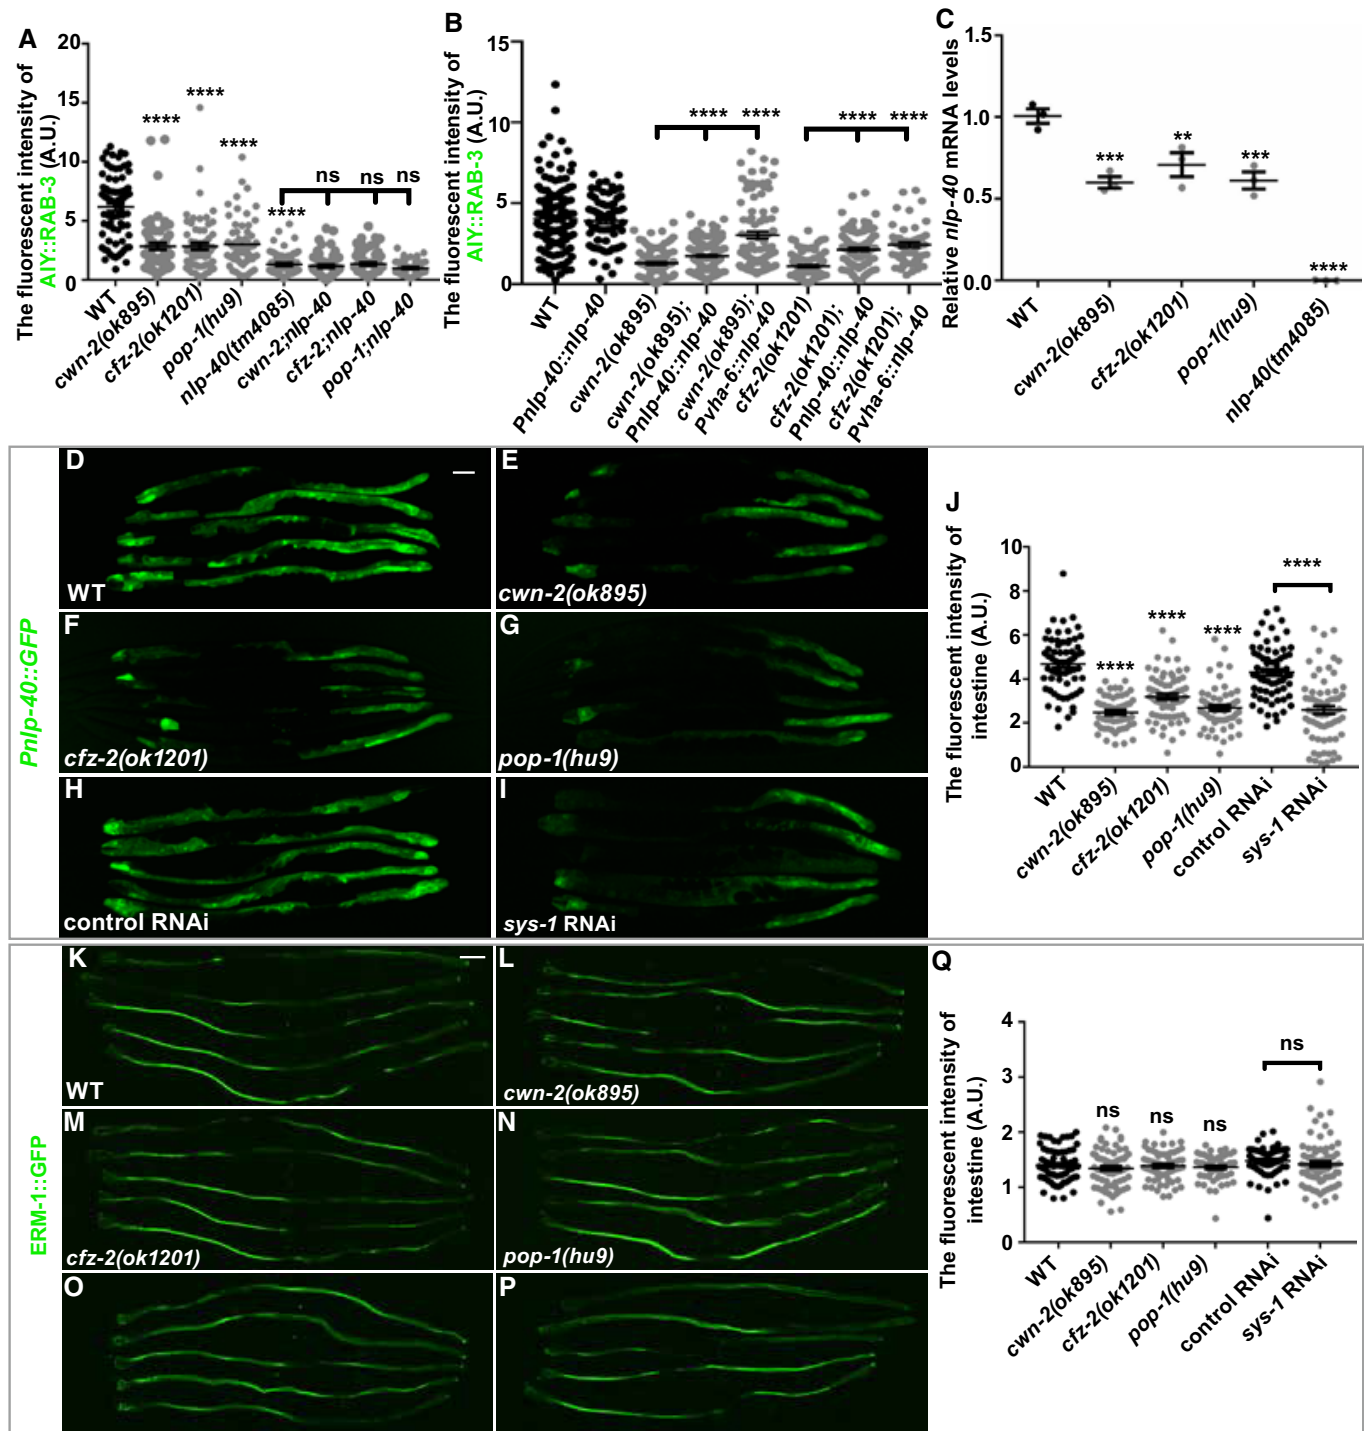 A
The fluorescent intensity of
AIY::RAB-3 (A.U.)
20
15
10
5
0
****
****
****
****
ns
ns
ns
WT
cwn-2(ok895)
cfz-2(ok1201)
pop-1(hu9)
nlp-40(tm4085)
cwn-2;nlp-40
cfz-2;nlp-40
pop-1;nlp-40
B
The fluorescent intensity of
AIY::RAB-3 (A.U.)
15
10
5
0
****
****
****
****
WT
Pnlp-40::nlp-40
cwn-2(ok895)
cwn-2(ok895);
Pnlp-40::nlp-40
cwn-2(ok895);
Pvha-6::nlp-40
cfz-2(ok1201)
cfz-2(ok1201);
Pnlp-40::nlp-40
cfz-2(ok1201);
Pvha-6::nlp-40
C
Relative nlp-40 mRNA levels
1.5
1.0
0.5
0.0
***
**
***
****
WT
cwn-2(ok895)
cfz-2(ok1201)
pop-1(hu9)
nlp-40(tm4085)
Pnlp-40::GFP
D
WT
E
cwn-2(ok895)
F
cfz-2(ok1201)
G
pop-1(hu9)
H
control RNAi
I
sys-1 RNAi
J
The fluorescent intensity of
intestine (A.U.)
10
8
6
4
2
0
****
****
****
****
WT
cwn-2(ok895)
cfz-2(ok1201)
pop-1(hu9)
control RNAi
sys-1 RNAi
ERM-1::GFP
K
WT
L
cwn-2(ok895)
M
cfz-2(ok1201)
N
pop-1(hu9)
O
P
Q
The fluorescent intensity of
intestine (A.U.)
4
3
2
1
0
ns
ns
ns
ns
WT
cwn-2(ok895)
cfz-2(ok1201)
pop-1(hu9)
control RNAi
sys-1 RNAi